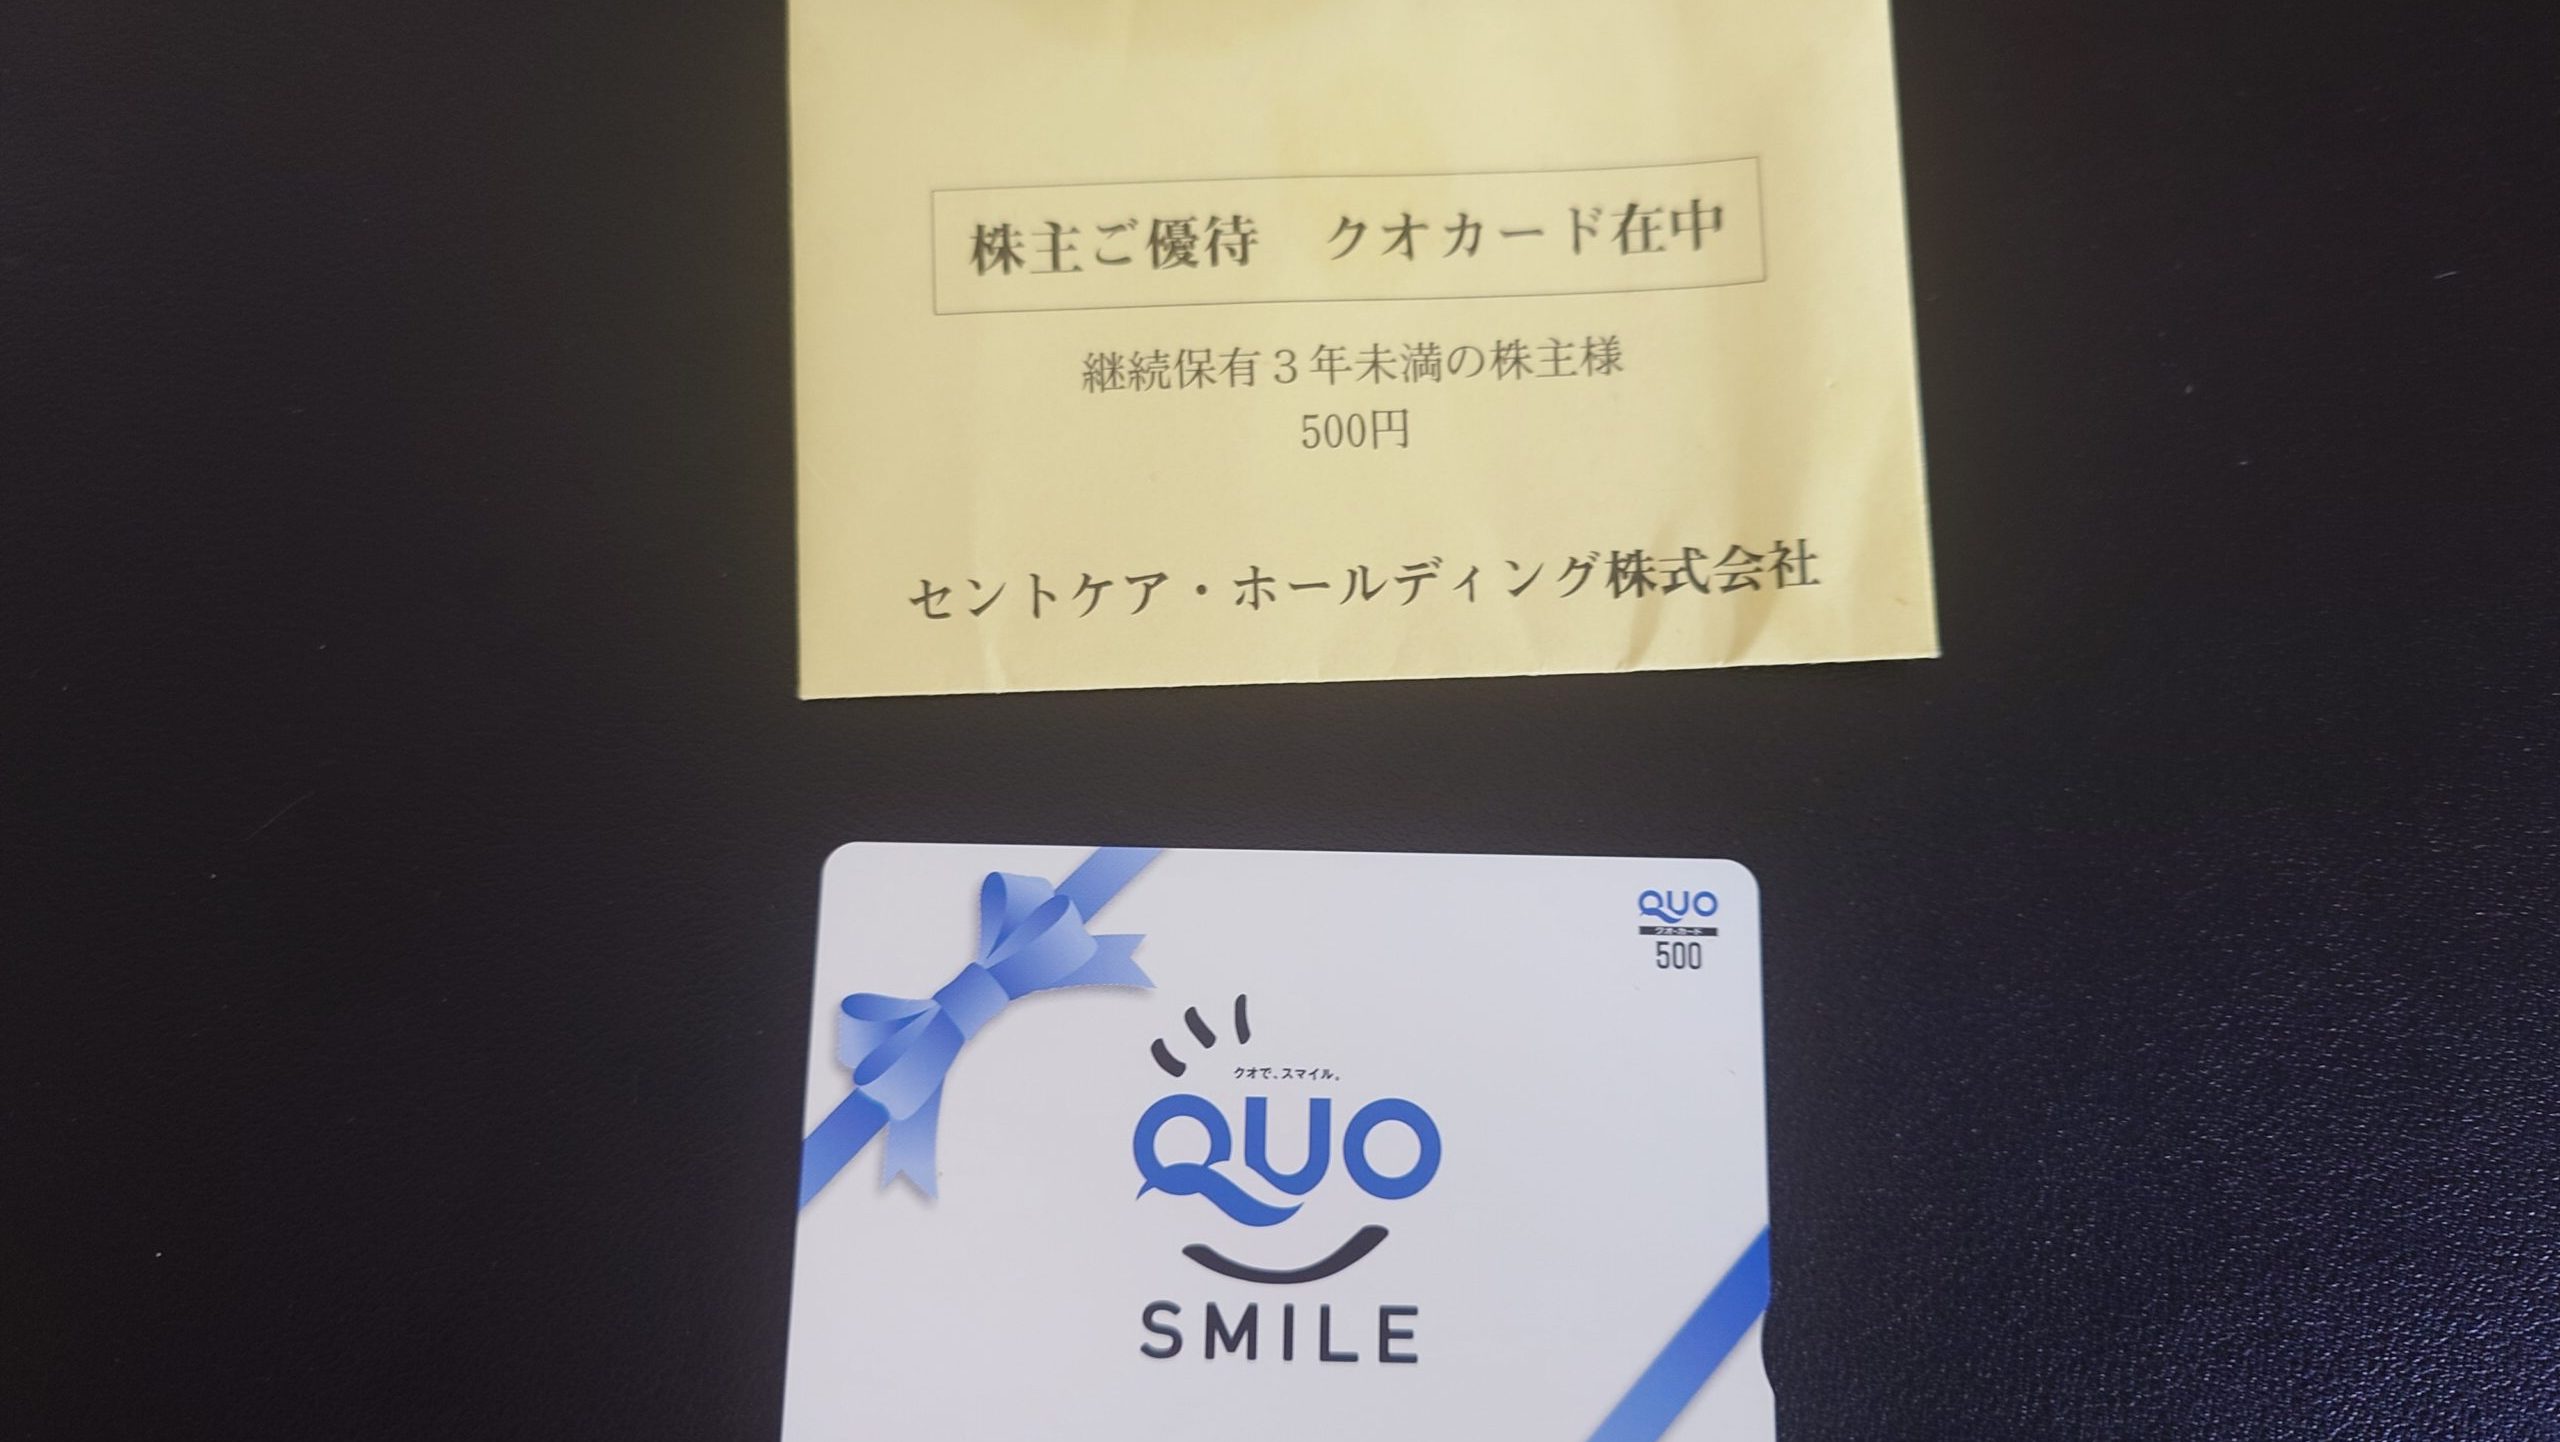 株主ご優待　クオカード在中
継続保有３年未満の株主様
500円
セントケア・ホールディング株式会社
QUO
クオ・カード
500
クオで、スマイル。
QUO
SMILE